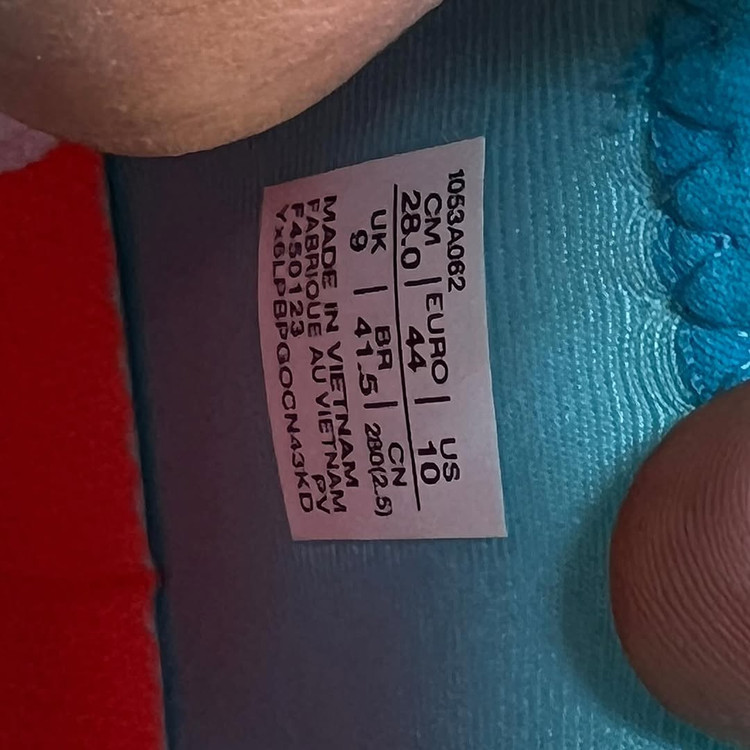 1053A062
CM | EURO | US
28.0 44 10
UK | BR | CN
9 41.5 280(2.5)
MADE IN VIETNAM
FABRIQUE AU VIETNAM
F450123 PV
Yx6LPBPGOCN43KD